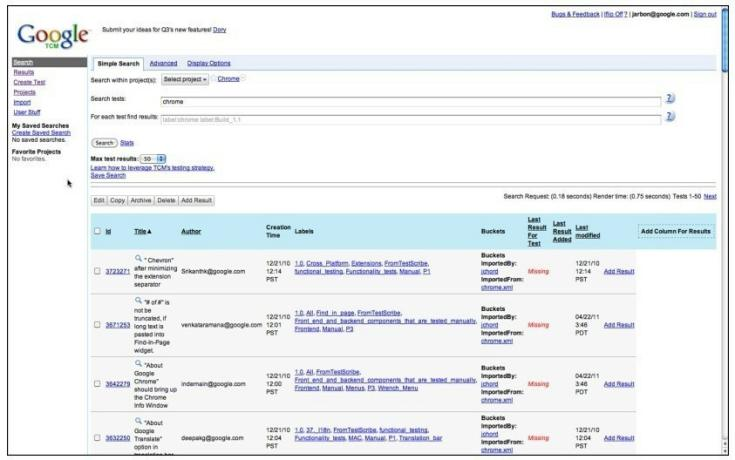 Bugs & Feedback | Iflip Off ? | jarbon@google.com | Sign out
Google
TCM
Submit your ideas for Q3's new features! Dory
Search
Results
Create Test
Projects
Import
User Stuff
My Saved Searches
Create Saved Search
No saved searches.
Favorite Projects
No favorites.
Simple Search Advanced Display Options
Search within project(s): Select project Chrome
Search tests: chrome ?
For each test find results: label:chrome label:Build_1.1 ?
Search Stats
Max test results: 50
Learn how to leverage TCM's testing strategy.
Save Search
Edit Copy Archive Delete Add Result
Search Request: (0.18 seconds) Render time: (0.75 seconds) Tests 1-50 Next
Id Title▲ Author Creation Time Labels Buckets Last Result For Test Last Result Added Last modified Add Column For Results
3723271 "Chevron" after minimizing the extension separator Srikanthk@google.com 12/21/10 12:14 PST 1.0, Cross_Platform, Extensions, FromTestScribe, functional_testing, Functionality_tests, Manual, P1 Buckets ImportedBy: jchord ImportedFrom: chrome.xml Missing 12/21/10 12:14 PST Add Result
3671253 "# of #" is not be truncated, if long text is pasted into Find-in-Page widget. venkataramana@google.com 12/21/10 12:01 PST 1.0, All, Find_in_page, FromTestScribe, Front_end_and_backend_components_that_are_tested_manually, Frontend, Manual, P3 Buckets ImportedBy: jchord ImportedFrom: chrome.xml Missing 04/22/11 3:46 PDT Add Result
3642279 "About Google Chrome" should bring up the Chrome Info Window indemain@google.com 12/21/10 12:00 PST 1.0, All, FromTestScribe, Front_end_and_backend_components_that_are_tested_manually, Frontend, Manual, Menus, P3, Wrench_Menu Buckets ImportedBy: jchord ImportedFrom: chrome.xml Missing 04/22/11 3:46 PDT Add Result
3632250 "About Google Translate" option in deepakg@google.com 12/21/10 12:04 PST 1.0, 37., I18n, FromTestScribe, functional_testing, Functionality_tests, MAC, Manual, P1, Translation_bar Buckets ImportedBy: jchord ImportedFrom: chrome.xml Missing 12/21/10 12:04 PST Add Result